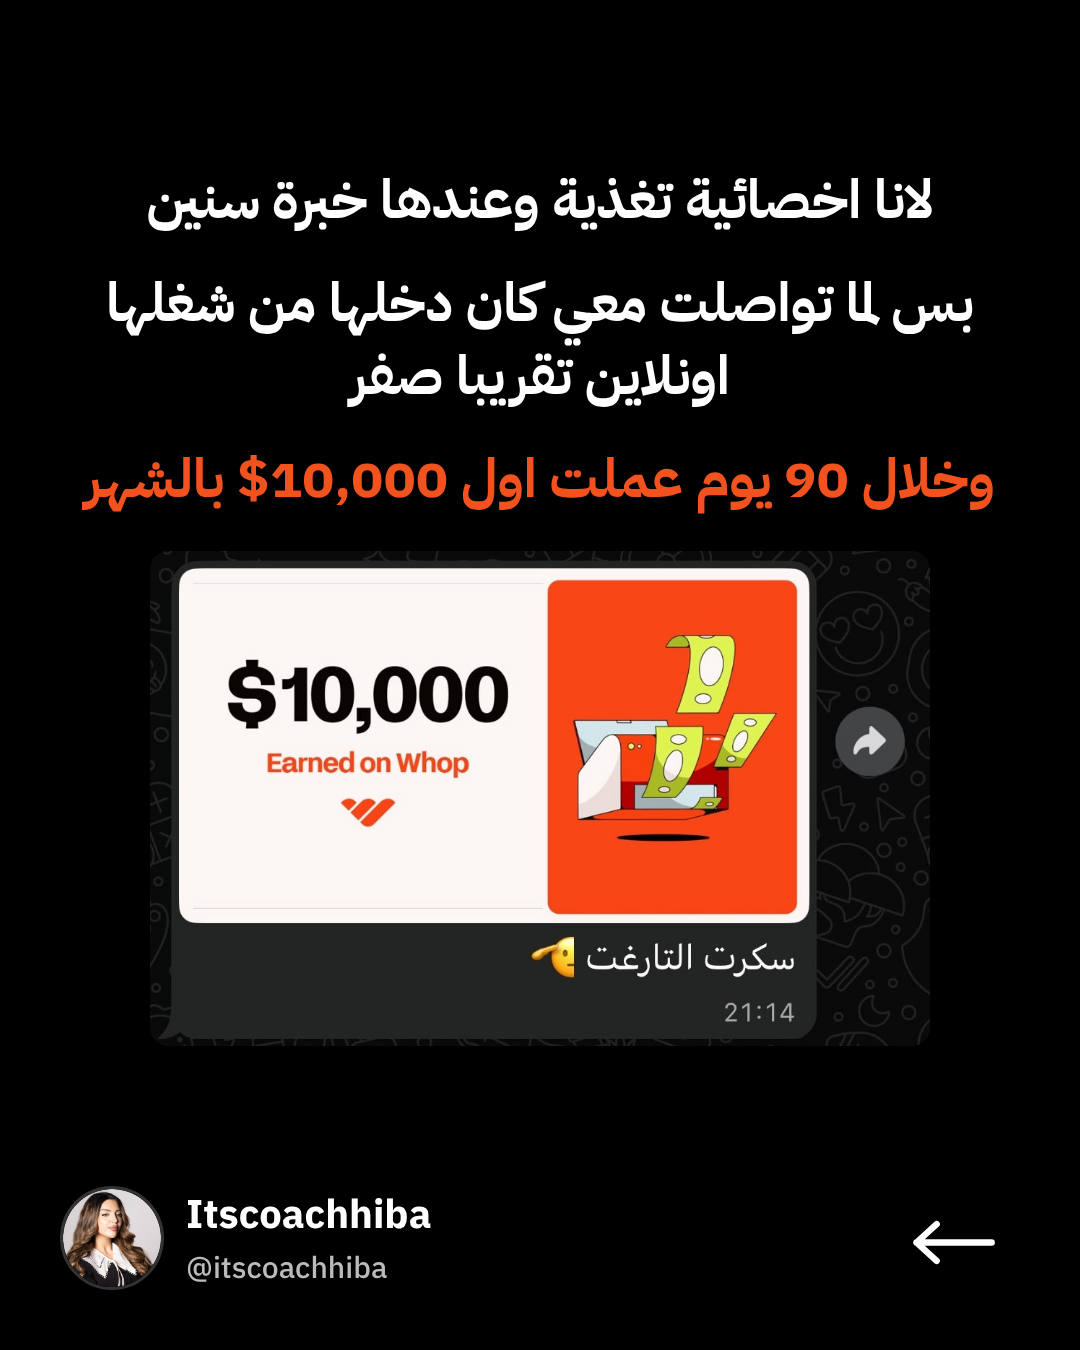 لانا اخصائية تغذية وعندها خبرة سنين
بس لما تواصلت معي كان دخلها من شغلها
اونلاين تقريبا صفر
وخلال 90 يوم عملت اول 10,000$ بالشهر
$10,000
Earned on Whop
سكرت التارغت
21:14
Itscoachhiba
@itscoachhiba